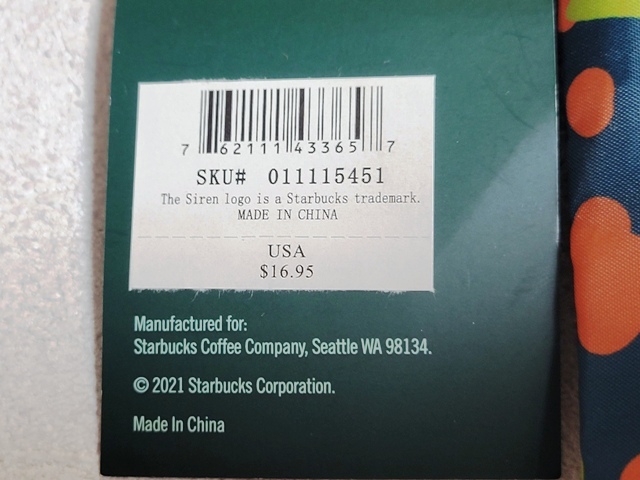 7 62111 43365 7
SKU# 011115451
The Siren logo is a Starbucks trademark.
MADE IN CHINA
USA
$16.95
Manufactured for:
Starbucks Coffee Company, Seattle WA 98134.
© 2021 Starbucks Corporation.
Made In China